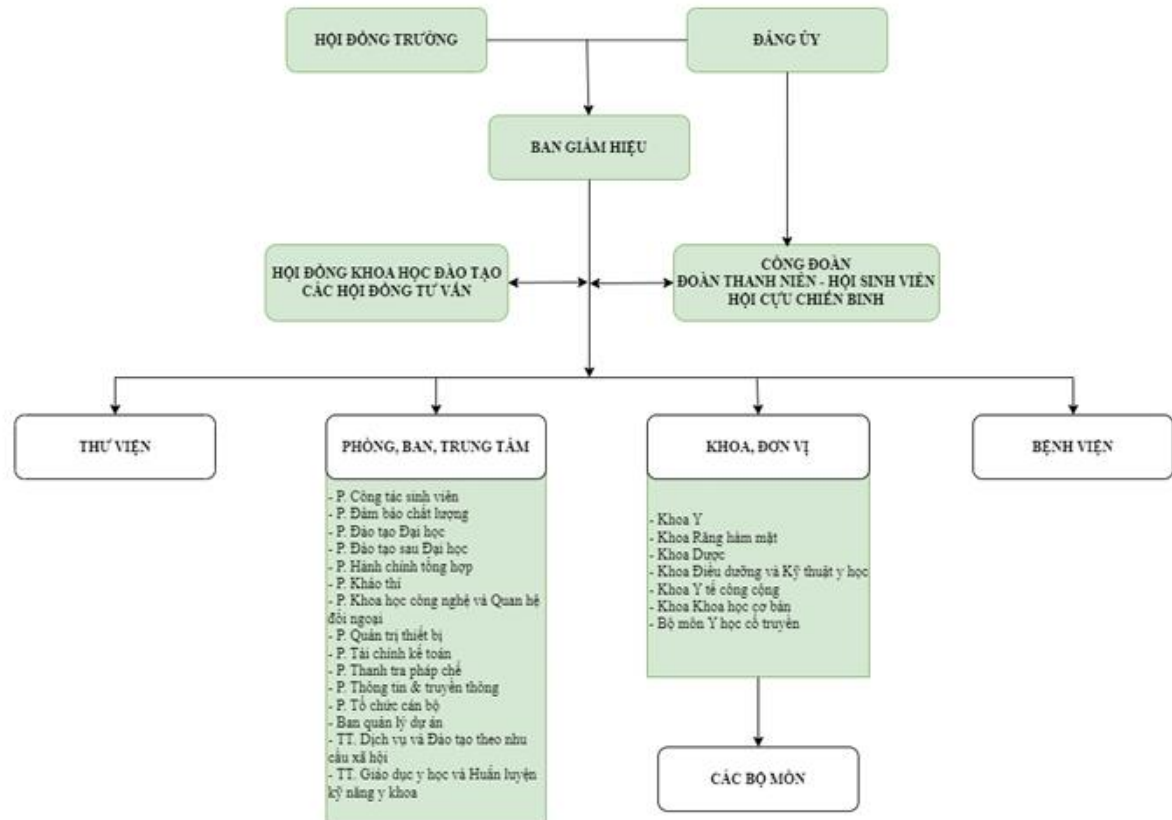 HỘI ĐỒNG TRƯỜNG
ĐẢNG ỦY
BAN GIÁM HIỆU
HỘI ĐỒNG KHOA HỌC ĐÀO TẠO
CÁC HỘI ĐỒNG TƯ VẤN
CÔNG ĐOÀN
ĐOÀN THANH NIÊN - HỘI SINH VIÊN
HỘI CỰU CHIẾN BINH
THƯ VIỆN
PHÒNG, BAN, TRUNG TÂM
- P. Công tác sinh viên
- P. Đảm bảo chất lượng
- P. Đào tạo Đại học
- P. Đào tạo sau Đại học
- P. Hành chính tổng hợp
- P. Khảo thí
- P. Khoa học công nghệ và Quan hệ
đối ngoại
- P. Quản trị thiết bị
- P. Tài chính kế toán
- P. Thanh tra pháp chế
- P. Thông tin & truyền thông
- P. Tổ chức cán bộ
- Ban quản lý dự án
- TT. Dịch vụ và Đào tạo theo nhu
cầu xã hội
- TT. Giáo dục y học và Huấn luyện
kỹ năng y khoa
KHOA, ĐƠN VỊ
- Khoa Y
- Khoa Răng hàm mặt
- Khoa Dược
- Khoa Điều dưỡng và Kỹ thuật y học
- Khoa Y tế công cộng
- Khoa Khoa học cơ bản
- Bộ môn Y học cổ truyền
CÁC BỘ MÔN
BỆNH VIỆN